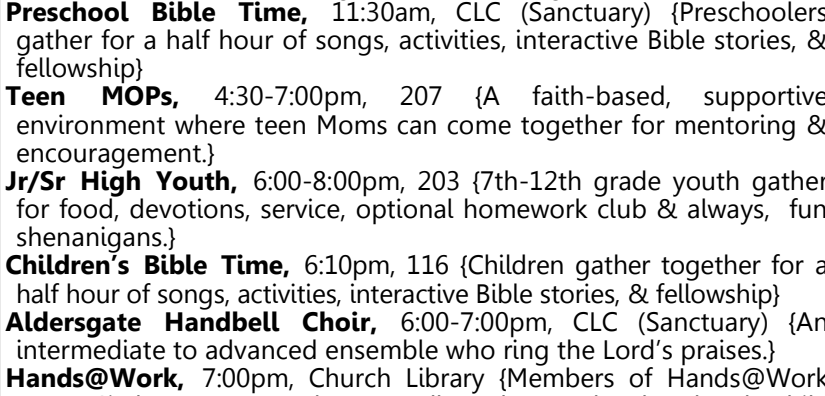 Preschool Bible Time, 11:30am, CLC (Sanctuary) {Preschoolers
gather for a half hour of songs, activities, interactive Bible stories, &
fellowship}
Teen MOPs, 4:30-7:00pm, 207 {A faith-based, supportive
environment where teen Moms can come together for mentoring &
encouragement.}
Jr/Sr High Youth, 6:00-8:00pm, 203 {7th-12th grade youth gather
for food, devotions, service, optional homework club & always, fun
shenanigans.}
Children's Bible Time, 6:10pm, 116 {Children gather together for a
half hour of songs, activities, interactive Bible stories, & fellowship}
Aldersgate Handbell Choir, 6:00-7:00pm, CLC (Sanctuary) {An
intermediate to advanced ensemble who ring the Lord's praises.}
Hands@Work, 7:00pm, Church Library {Members of Hands@Work